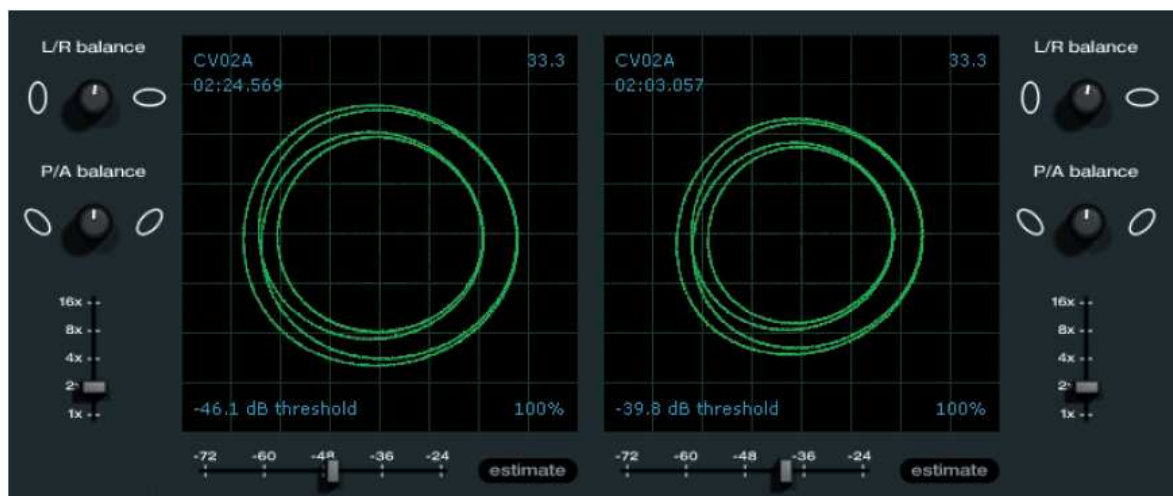 L/R balance
P/A balance
16x
8x
4x
2x
1x
CV02A 33.3
02:24.569
-46.1 dB threshold 100%
-72 -60 -48 -36 -24
estimate
CV02A 33.3
02:03.057
-39.8 dB threshold 100%
-72 -60 -48 -36 -24
estimate
L/R balance
P/A balance
16x
8x
4x
2x
1x